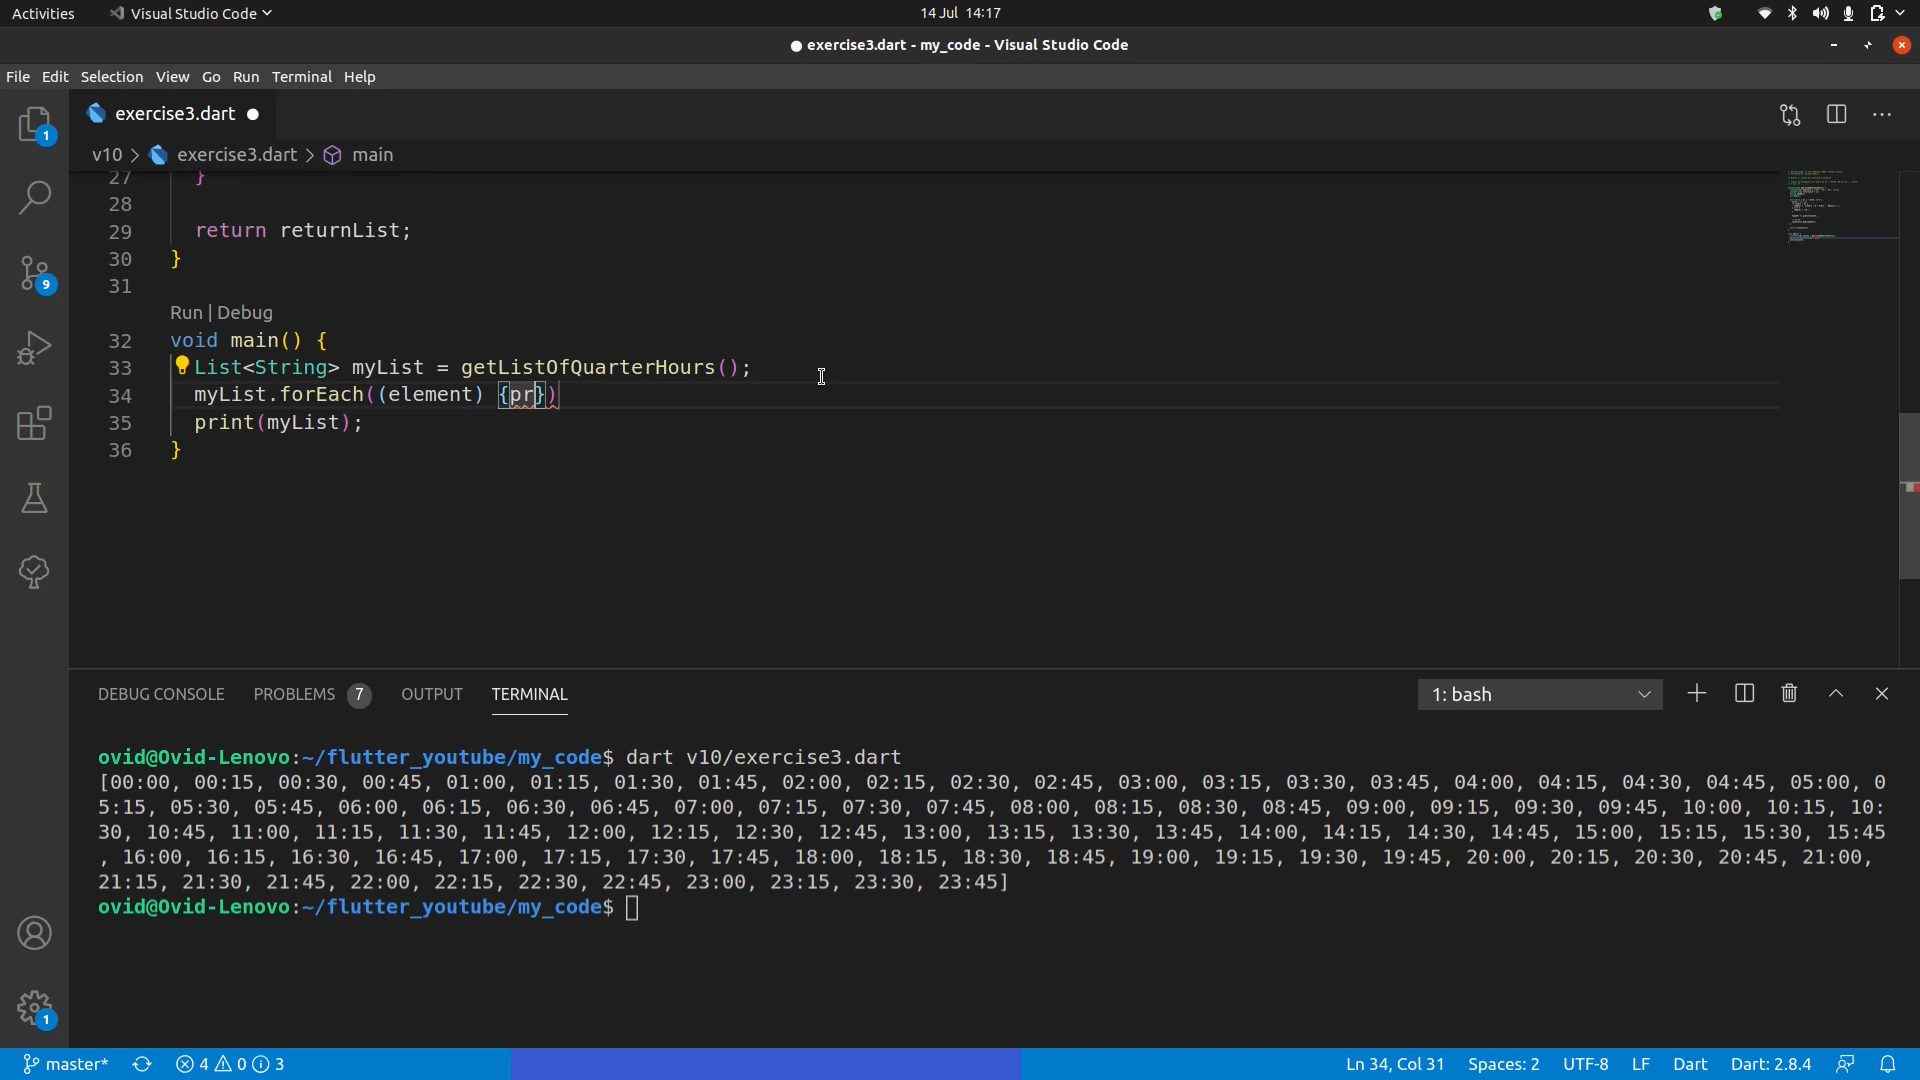 Activities
Visual Studio Code
14 Jul 14:17
exercise3.dart - my_code - Visual Studio Code
File Edit Selection View Go Run Terminal Help
exercise3.dart
v10 > exercise3.dart > main
1
9
27 }
28
29 return returnList;
30 }
31
Run | Debug
32 void main() {
33 List<String> myList = getListOfQuarterHours();
34 myList.forEach((element) {pr})
35 print(myList);
36 }
DEBUG CONSOLE PROBLEMS 7 OUTPUT TERMINAL
1: bash
ovid@Ovid-Lenovo:~/flutter_youtube/my_code$ dart v10/exercise3.dart
[00:00, 00:15, 00:30, 00:45, 01:00, 01:15, 01:30, 01:45, 02:00, 02:15, 02:30, 02:45, 03:00, 03:15, 03:30, 03:45, 04:00, 04:15, 04:30, 04:45, 05:00, 0
5:15, 05:30, 05:45, 06:00, 06:15, 06:30, 06:45, 07:00, 07:15, 07:30, 07:45, 08:00, 08:15, 08:30, 08:45, 09:00, 09:15, 09:30, 09:45, 10:00, 10:15, 10:
30, 10:45, 11:00, 11:15, 11:30, 11:45, 12:00, 12:15, 12:30, 12:45, 13:00, 13:15, 13:30, 13:45, 14:00, 14:15, 14:30, 14:45, 15:00, 15:15, 15:30, 15:45
, 16:00, 16:15, 16:30, 16:45, 17:00, 17:15, 17:30, 17:45, 18:00, 18:15, 18:30, 18:45, 19:00, 19:15, 19:30, 19:45, 20:00, 20:15, 20:30, 20:45, 21:00,
21:15, 21:30, 21:45, 22:00, 22:15, 22:30, 22:45, 23:00, 23:15, 23:30, 23:45]
ovid@Ovid-Lenovo:~/flutter_youtube/my_code$
1
master* 4 0 3
Ln 34, Col 31 Spaces: 2 UTF-8 LF Dart Dart: 2.8.4